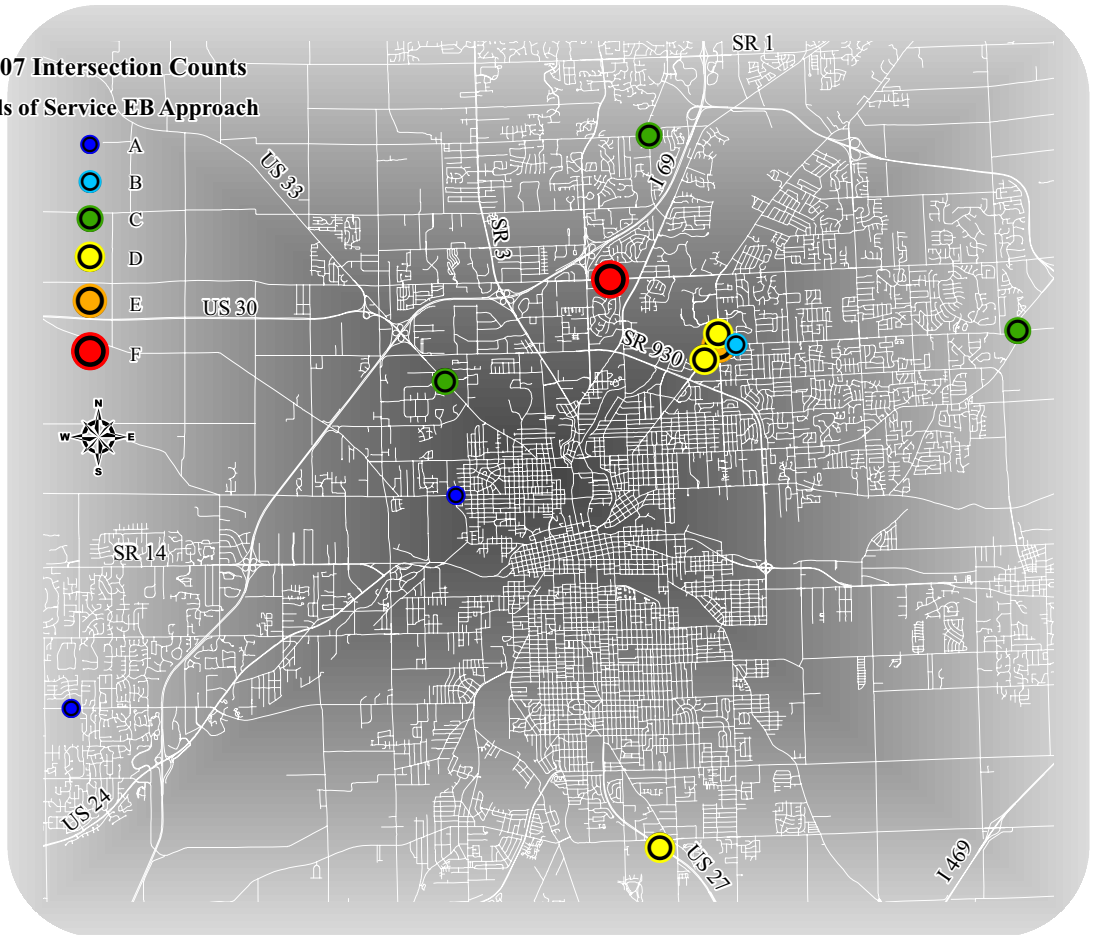 07 Intersection Counts
ls of Service EB Approach
A
B
C
D
E
F
N
W E
S
SR 1
US 33
I 69
SR 3
US 30
SR 930
SR 14
US 24
US 27
I 469